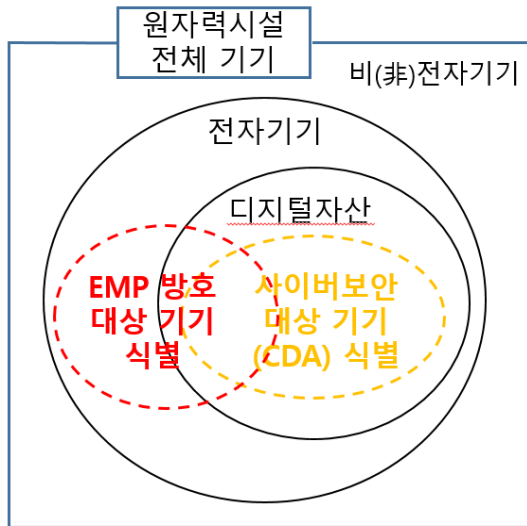 원자력시설
전체 기기
비(非)전자기기
전자기기
디지털자산
EMP 방호
대상 기기
식별
사이버보안
대상 기기
(CDA) 식별